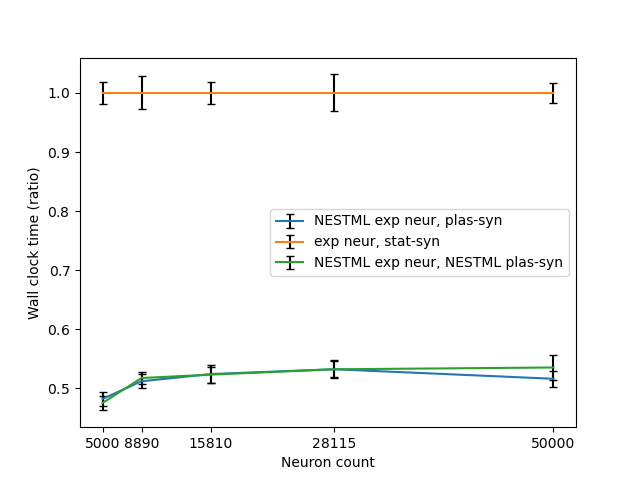 1.0
0.9
0.8
0.7
0.6
0.5
Wall clock time (ratio)
NESTML exp neur, plas-syn
exp neur, stat-syn
NESTML exp neur, NESTML plas-syn
5000 8890 15810 28115 50000
Neuron count